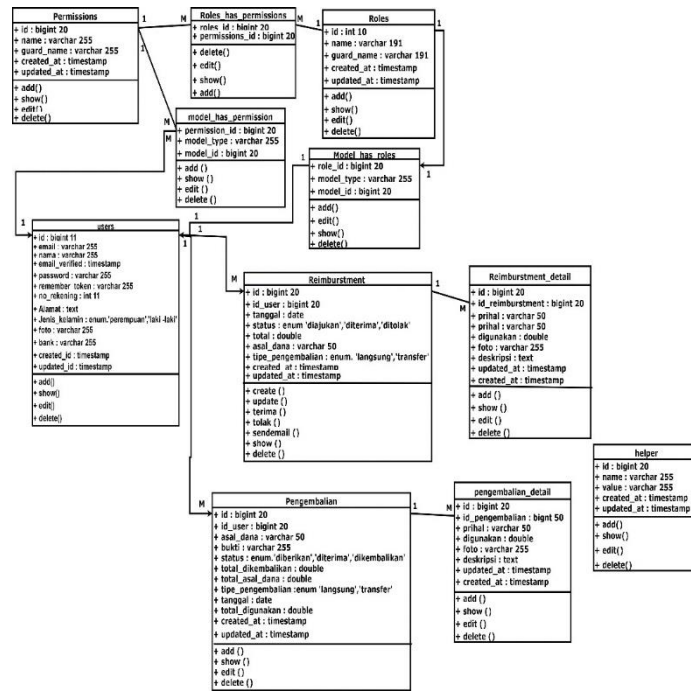 Permissions
+ id : bigint 20
+ name : varchar 255
+ guard_name : varchar 255
+ created_at : timestamp
+ updated_at : timestamp
+ add()
+ show()
+ edit()
+ delete()
1
M
1
Roles_has_permissions
+ roles_id : bigint 20
+ permissions_id : bigint 20
+ delete()
+ edit()
+ show()
+ add()
M
1
Roles
+ id : int 10
+ name : varchar 191
+ guard_name : varchar 191
+ created_at : timestamp
+ updated_at : timestamp
+ add()
+ show()
+ edit()
+ delete()
1
M
M
model_has_permission
+ permission_id : bigint 20
+ model_type : varchar 255
+ model_id : bigint 20
+ add ()
+ show ()
+ edit ()
+ delete ()
1
Model_has_roles
+ role_id : bigint 20
+ model_type : varchar 255
+ model_id : bigint 20
+ add()
+ edit()
+ show()
+ delete()
1
1
users
+ id : bigint 11
+ email : varchar 255
+ nama : varchar 255
+ email_verified : timestamp
+ password : varchar 255
+ remember_token : varchar 255
+ no_rekening : int 11
+ Alamat : text
+ Jenis_kelamin : enum.'perempuan','laki -laki'
+ foto : varchar 255
+ bank : varchar 255
+ created_id : timestamp
+ updated_id : timestamp
+ add()
+ show()
+ edit()
+ delete()
1
1
1
M
Reimburstment
+ id : bigint 20
+ id_user : bigint 20
+ tanggal : date
+ status : enum 'diajukan','diterima','ditolak'
+ total : double
+ asal_dana : varchar 50
+ tipe_pengembalian : enum. 'langsung','transfer'
+ created_at : timestamp
+ updated_at : timestamp
+ create ()
+ update ()
+ terima ()
+ tolak ()
+ sendemail ()
+ show ()
+ delete ()
1
M
Reimburstment_detail
+ id : bigint 20
+ id_reimburstment : bigint 20
+ prihal : varchar 50
+ prihal : varchar 50
+ digunakan : double
+ foto : varchar 255
+ deskripsi : text
+ updated_at : timestamp
+ created_at : timestamp
+ add ()
+ show ()
+ edit ()
+ delete ()
helper
+ id : bigint 20
+ name : varchar 255
+ value : varchar 255
+ created_at : timestamp
+ updated_at : timestamp
+ add()
+ show()
+ edit()
+ delete()
M
Pengembalian
+ id : bigint 20
+ id_user : bigint 20
+ asal_dana : varchar 50
+ bukti : varchar 255
+ status : enum.'diberikan','diterima','dikembalikan'
+ total_dikembalikan : double
+ total_asal_dana : double
+ tipe_pengembalian :enum 'langsung','transfer'
+ tanggal : date
+ total_digunakan : double
+ created_at : timestamp
+ updated_at : timestamp
+ add ()
+ show ()
+ edit ()
+ delete ()
1
M
pengembalian_detail
+ id : bigint 20
+ id_pengembalian : bignt 50
+ prihal : varchar 50
+ digunakan : double
+ foto : varchar 255
+ deskripsi : text
+ updated_at : timestamp
+ created_at : timestamp
+ add ()
+ show ()
+ edit ()
+ delete ()